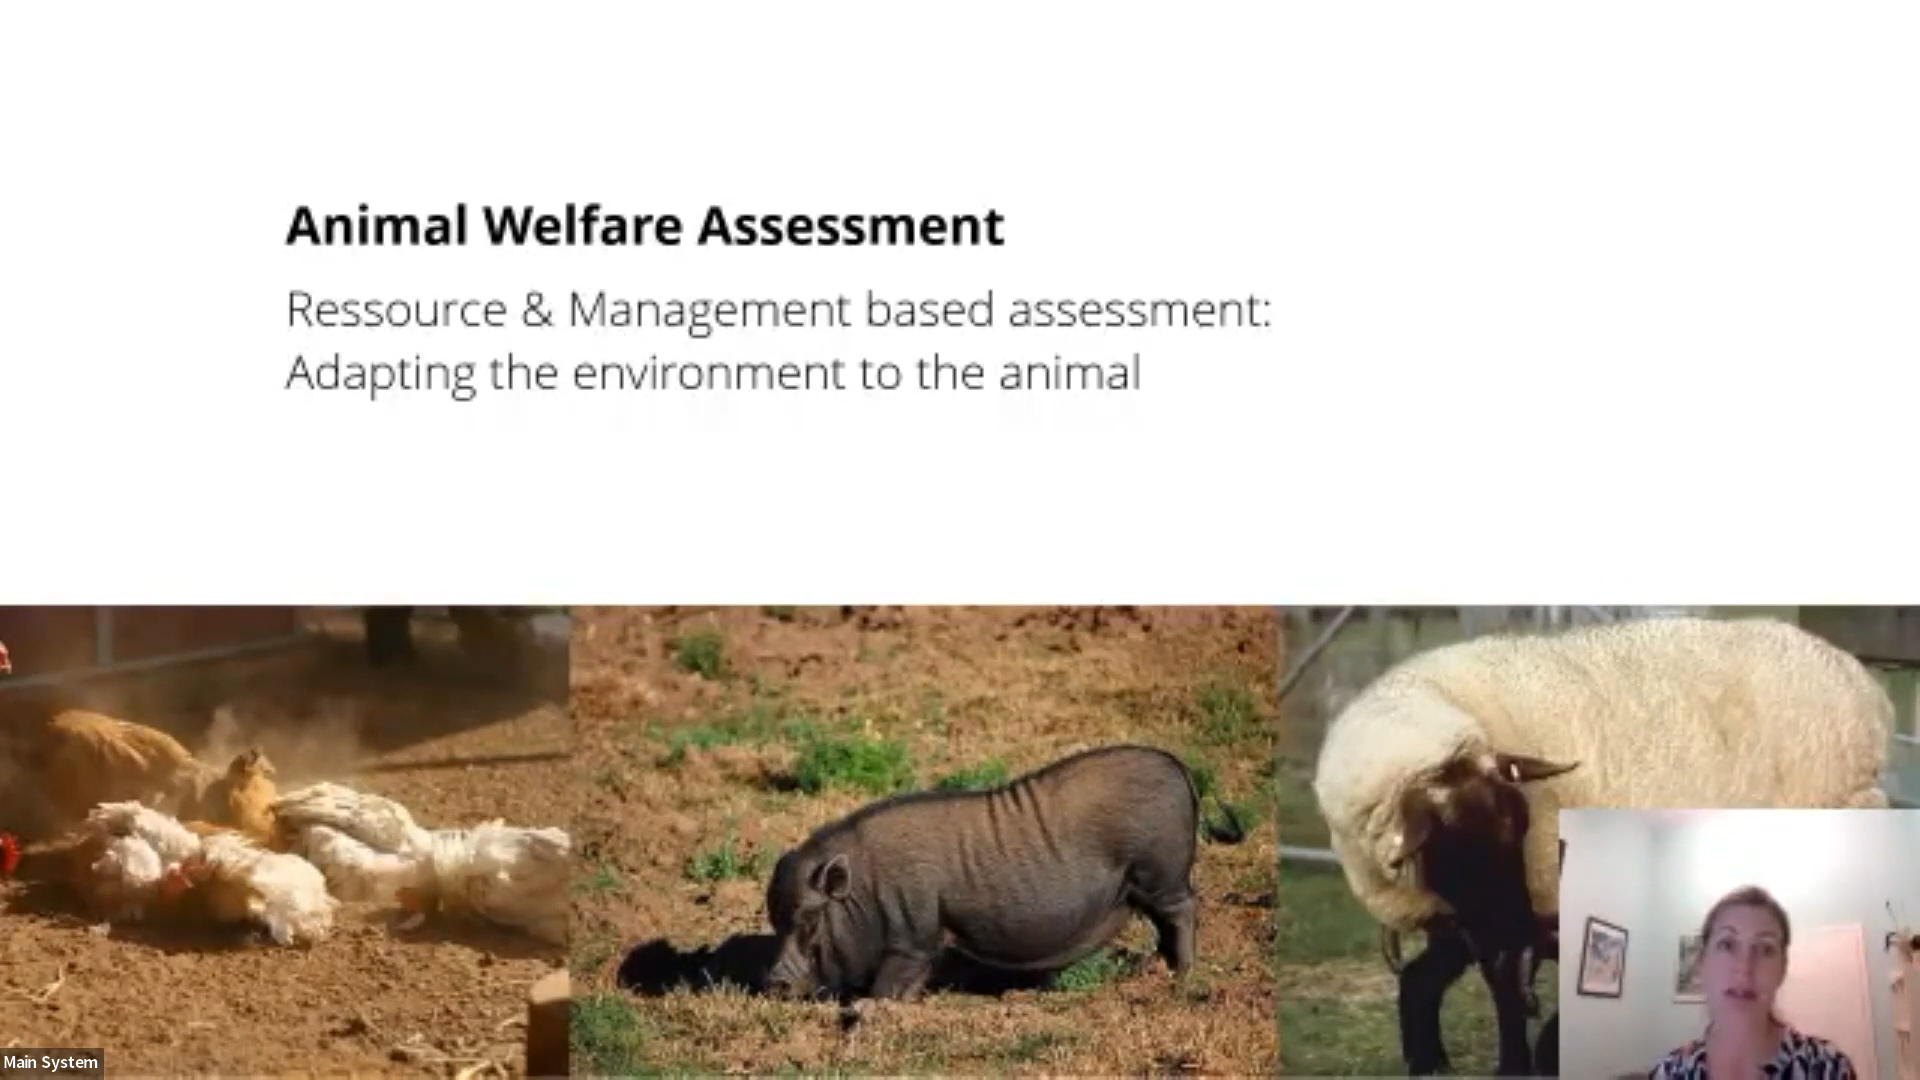 Animal Welfare Assessment
Ressource & Management based assessment:
Adapting the environment to the animal
Main System